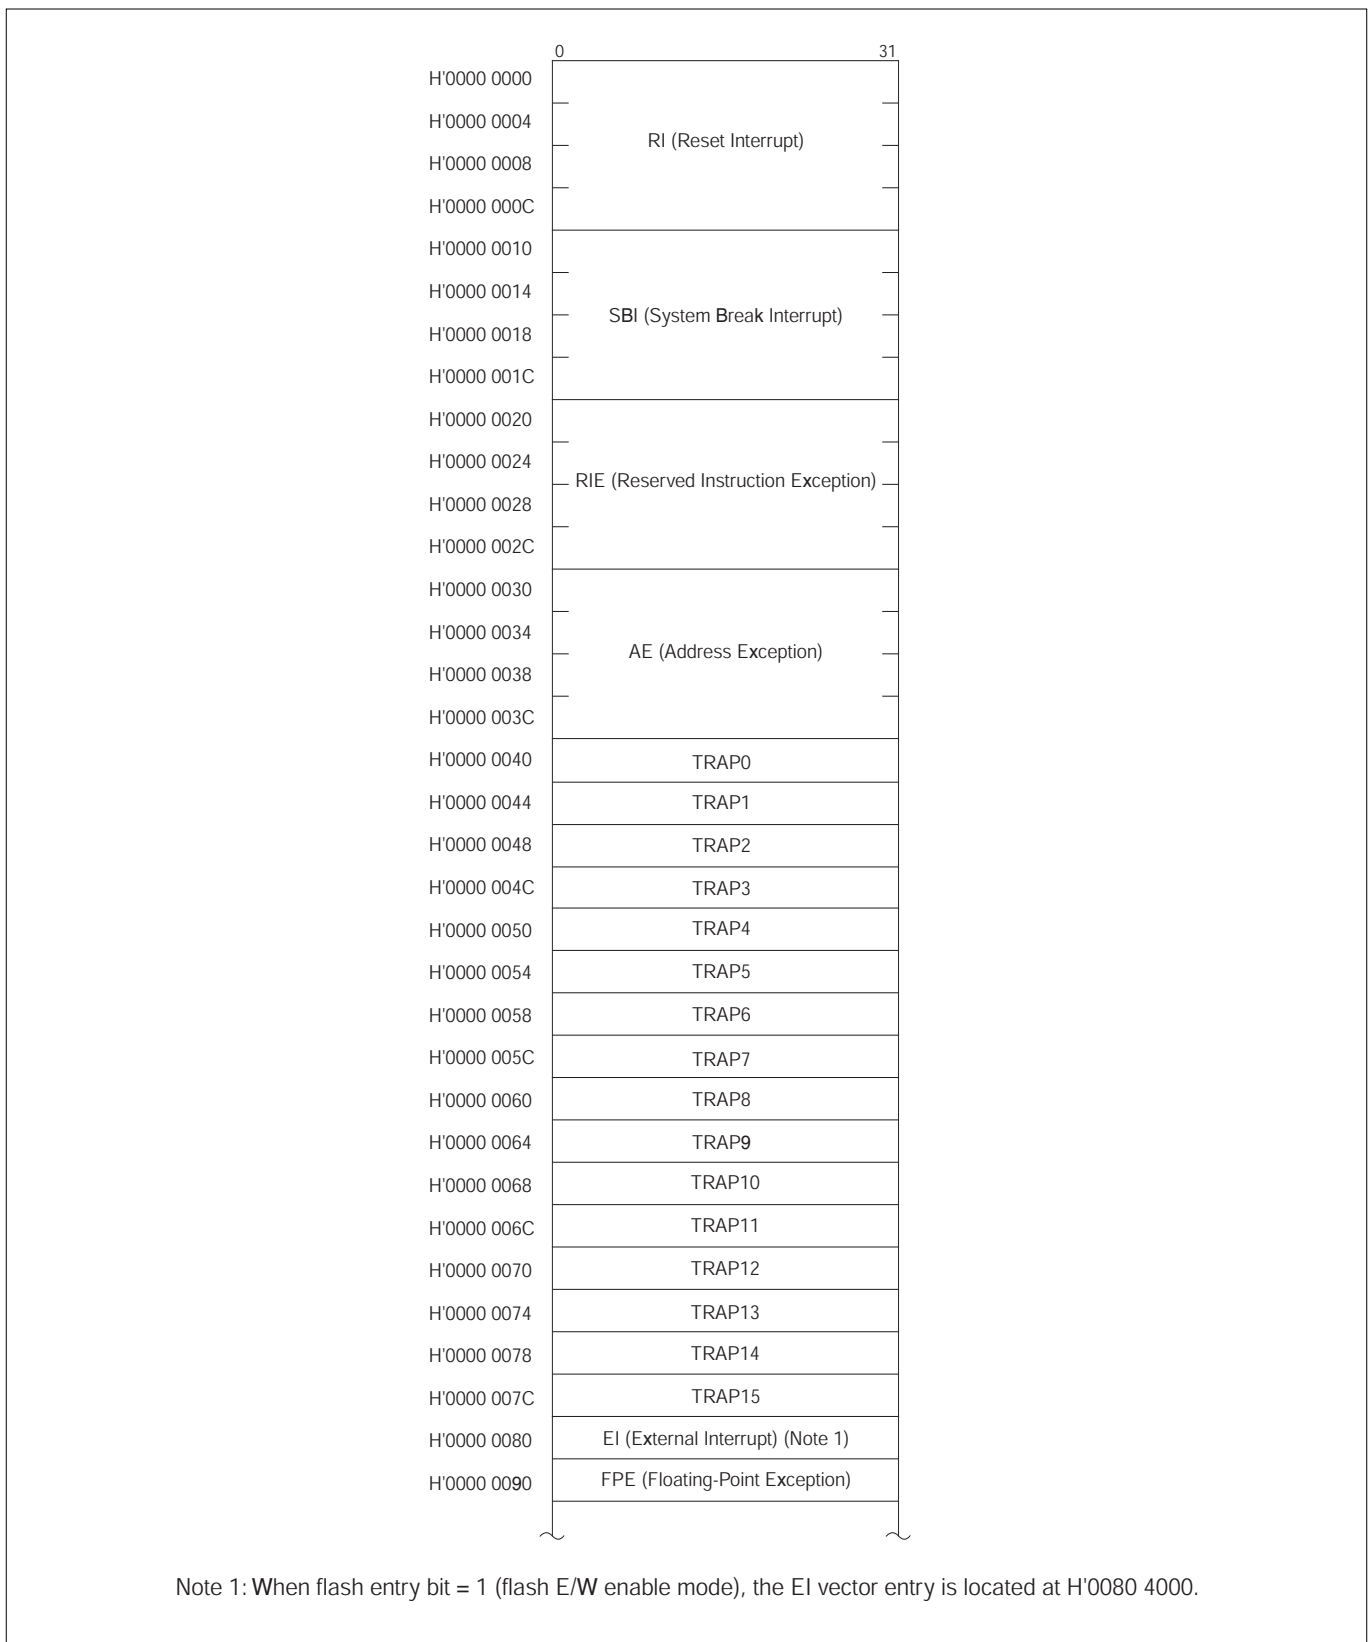 0 31
H'0000 0000
H'0000 0004
RI (Reset Interrupt)
H'0000 0008
H'0000 000C
H'0000 0010
H'0000 0014
SBI (System Break Interrupt)
H'0000 0018
H'0000 001C
H'0000 0020
H'0000 0024
RIE (Reserved Instruction Exception)
H'0000 0028
H'0000 002C
H'0000 0030
H'0000 0034
AE (Address Exception)
H'0000 0038
H'0000 003C
H'0000 0040 TRAP0
H'0000 0044 TRAP1
H'0000 0048 TRAP2
H'0000 004C TRAP3
H'0000 0050 TRAP4
H'0000 0054 TRAP5
H'0000 0058 TRAP6
H'0000 005C TRAP7
H'0000 0060 TRAP8
H'0000 0064 TRAP9
H'0000 0068 TRAP10
H'0000 006C TRAP11
H'0000 0070 TRAP12
H'0000 0074 TRAP13
H'0000 0078 TRAP14
H'0000 007C TRAP15
H'0000 0080 EI (External Interrupt) (Note 1)
H'0000 0090 FPE (Floating-Point Exception)
Note 1: When flash entry bit = 1 (flash E/W enable mode), the EI vector entry is located at H'0080 4000.